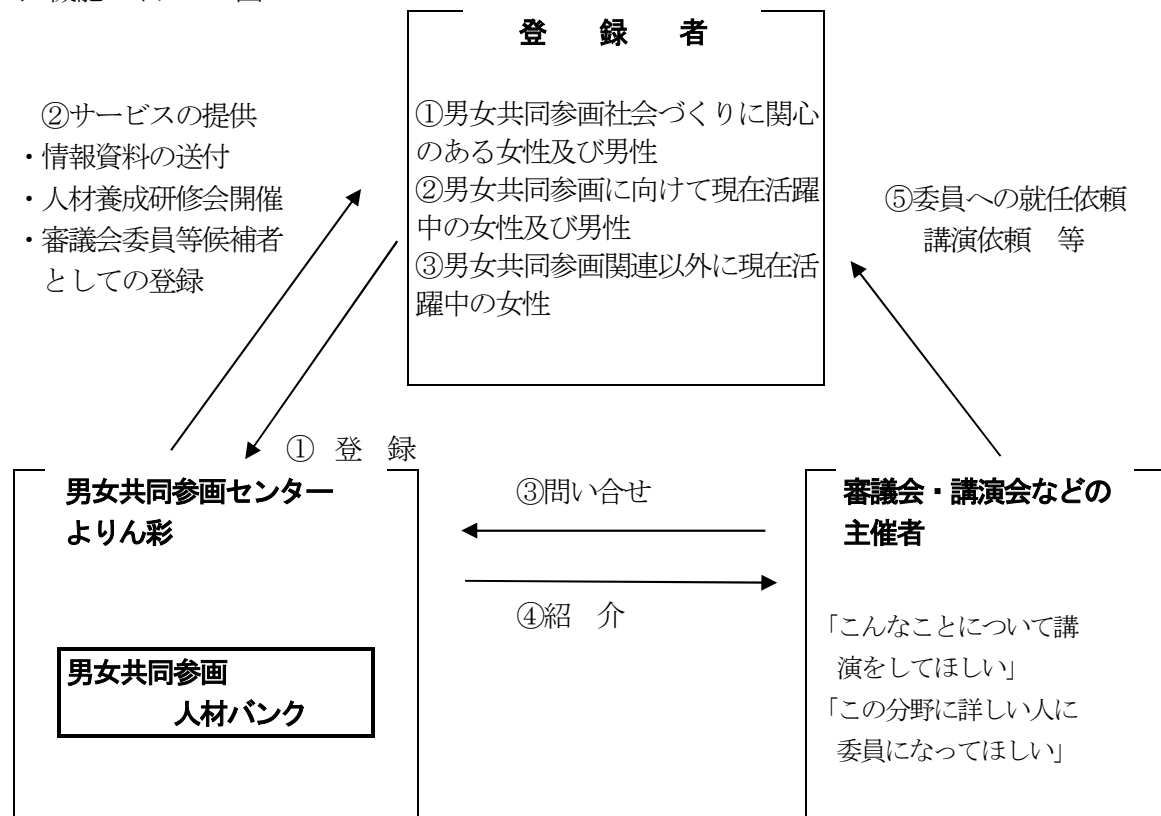 登　録　者
①男女共同参画社会づくりに関心
のある女性及び男性
②男女共同参画に向けて現在活躍
中の女性及び男性
③男女共同参画関連以外に現在活
躍中の女性
②サービスの提供
・情報資料の送付
・人材養成研修会開催
・審議会委員等候補者
としての登録
⑤委員への就任依頼
講演依頼　等
①　登　録
男女共同参画センター
よりん彩
男女共同参画
人材バンク
③問い合せ
④紹　介
審議会・講演会などの
主催者
「こんなことについて講
演をしてほしい」
「この分野に詳しい人に
委員になってほしい」